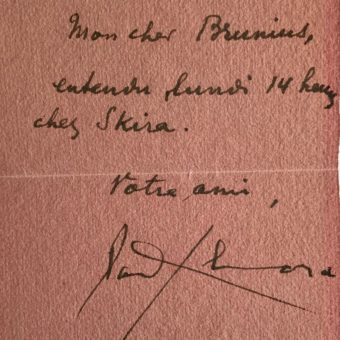 Mon cher Brunius,
entendu lundi 14 heures
chez Skira.
Votre ami,